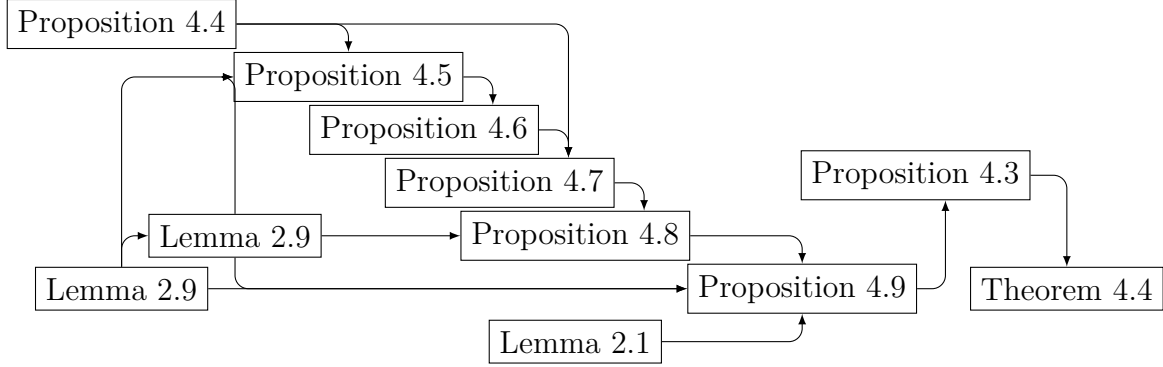 Proposition 4.4
Proposition 4.5
Proposition 4.6
Proposition 4.7
Proposition 4.3
Lemma 2.9
Proposition 4.8
Lemma 2.9
Proposition 4.9
Theorem 4.4
Lemma 2.1